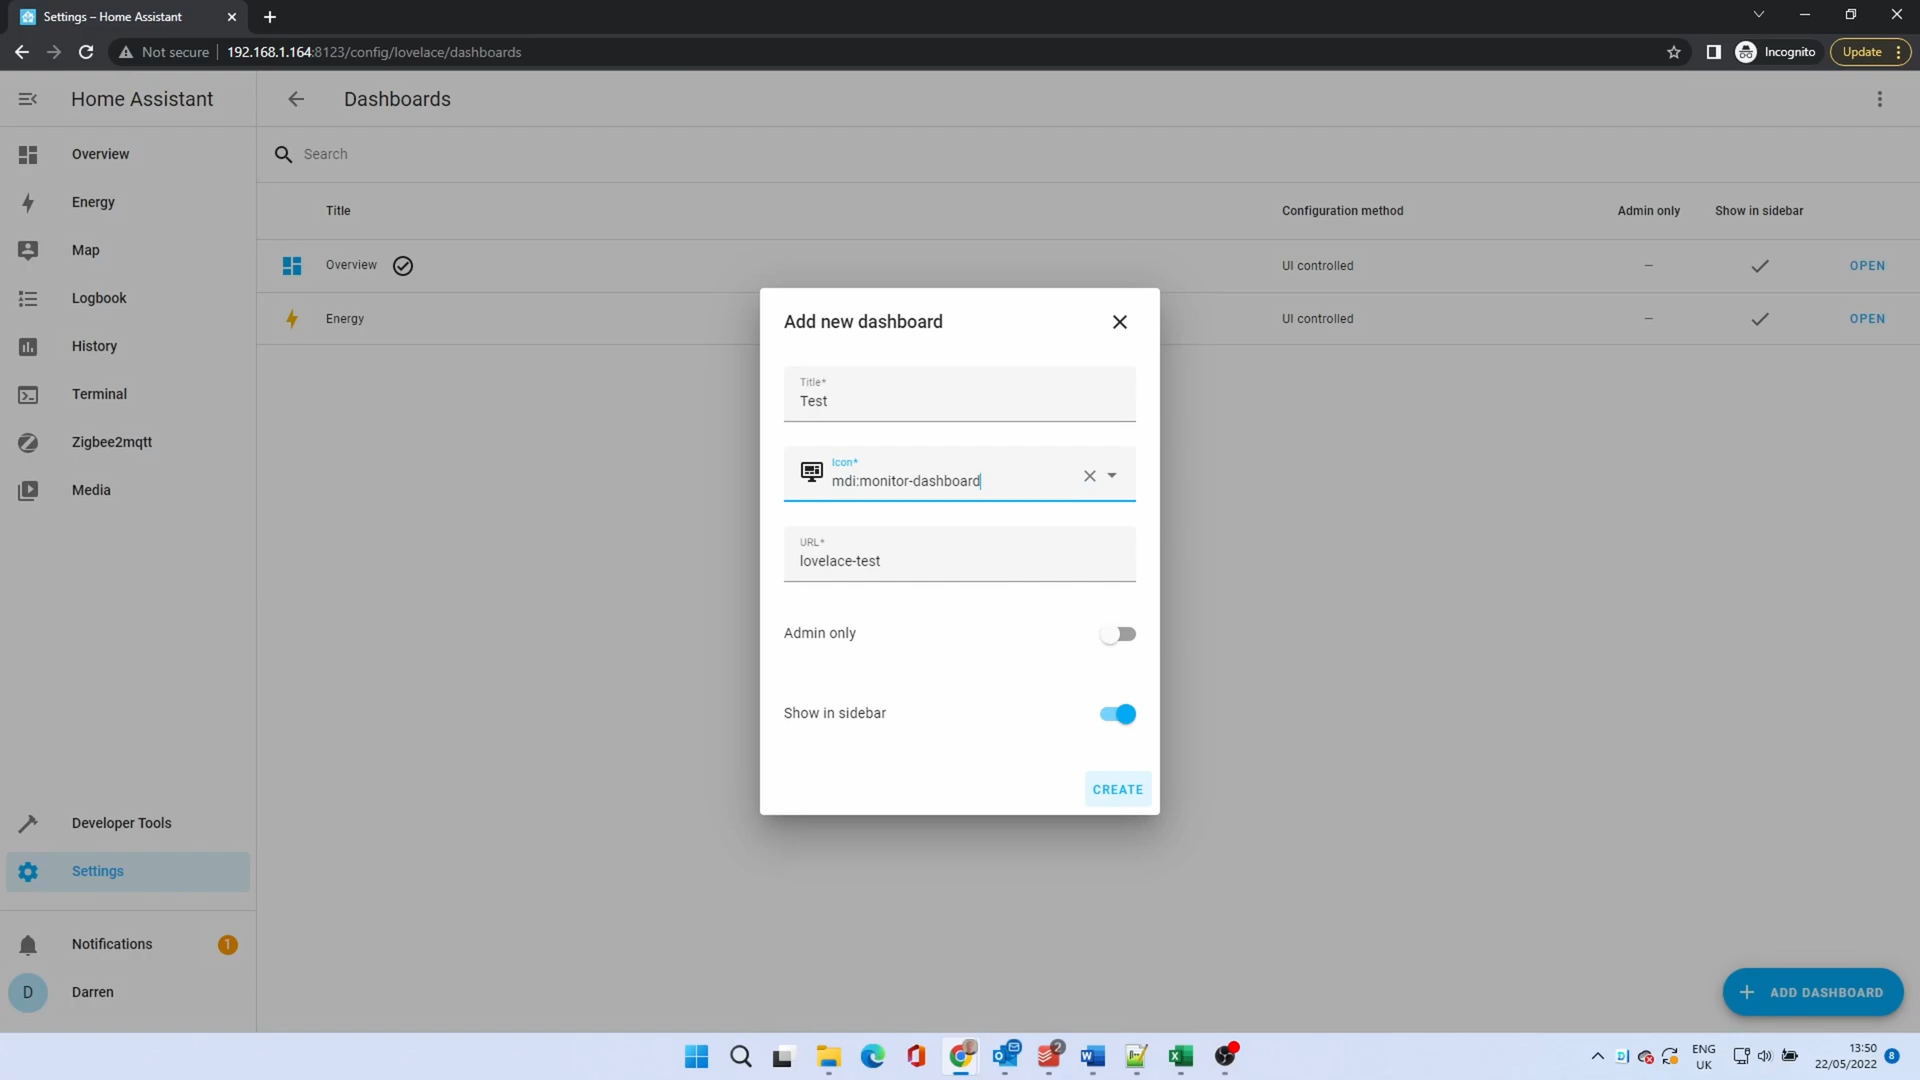 Settings – Home Assistant
Not secure
192.168.1.164:8123/config/lovelace/dashboards
Incognito
Update
Home Assistant
Dashboards
Overview
Search
Energy
Title
Configuration method
Admin only
Show in sidebar
Map
Overview
UI controlled
–
OPEN
Logbook
Energy
UI controlled
–
OPEN
History
Terminal
Zigbee2mqtt
Media
Add new dashboard
Title*
Test
Icon*
mdi:monitor-dashboard
URL*
lovelace-test
Admin only
Show in sidebar
CREATE
Developer Tools
Settings
Notifications
1
D
Darren
ADD DASHBOARD
2
ENG
UK
13:50
22/05/2022
8